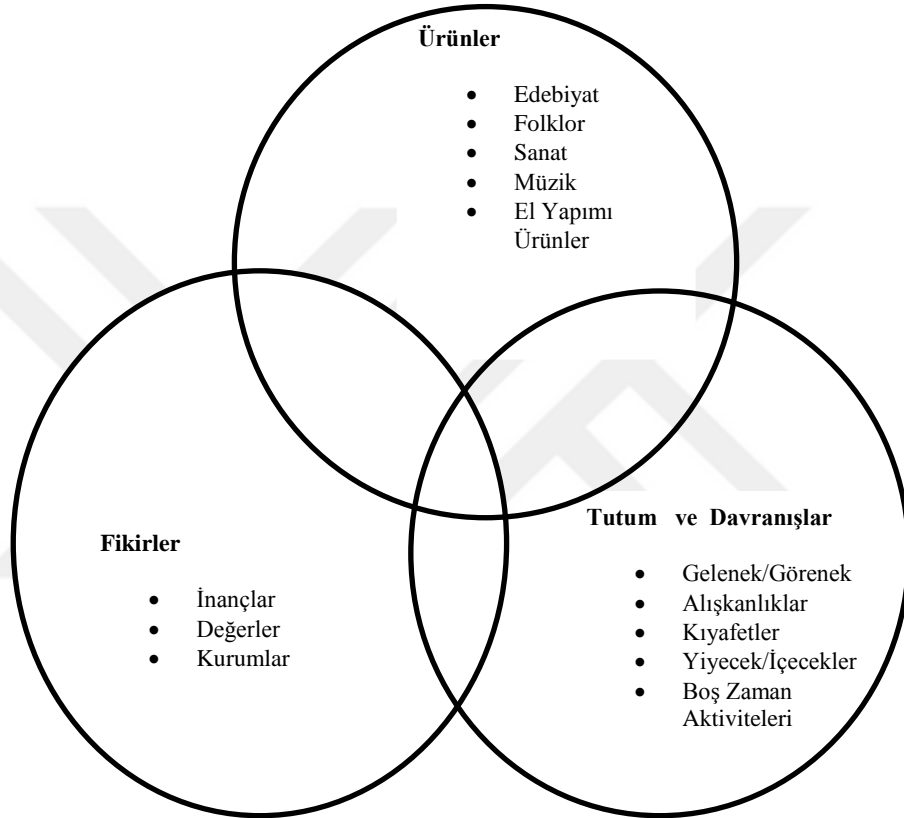 Ürünler
• Edebiyat
• Folklor
• Sanat
• Müzik
• El Yapımı
Ürünler
Fikirler
• İnançlar
• Değerler
• Kurumlar
Tutum ve Davranışlar
• Gelenek/Görenek
• Alışkanlıklar
• Kıyafetler
• Yiyecek/İçecekler
• Boş Zaman
Aktiviteleri